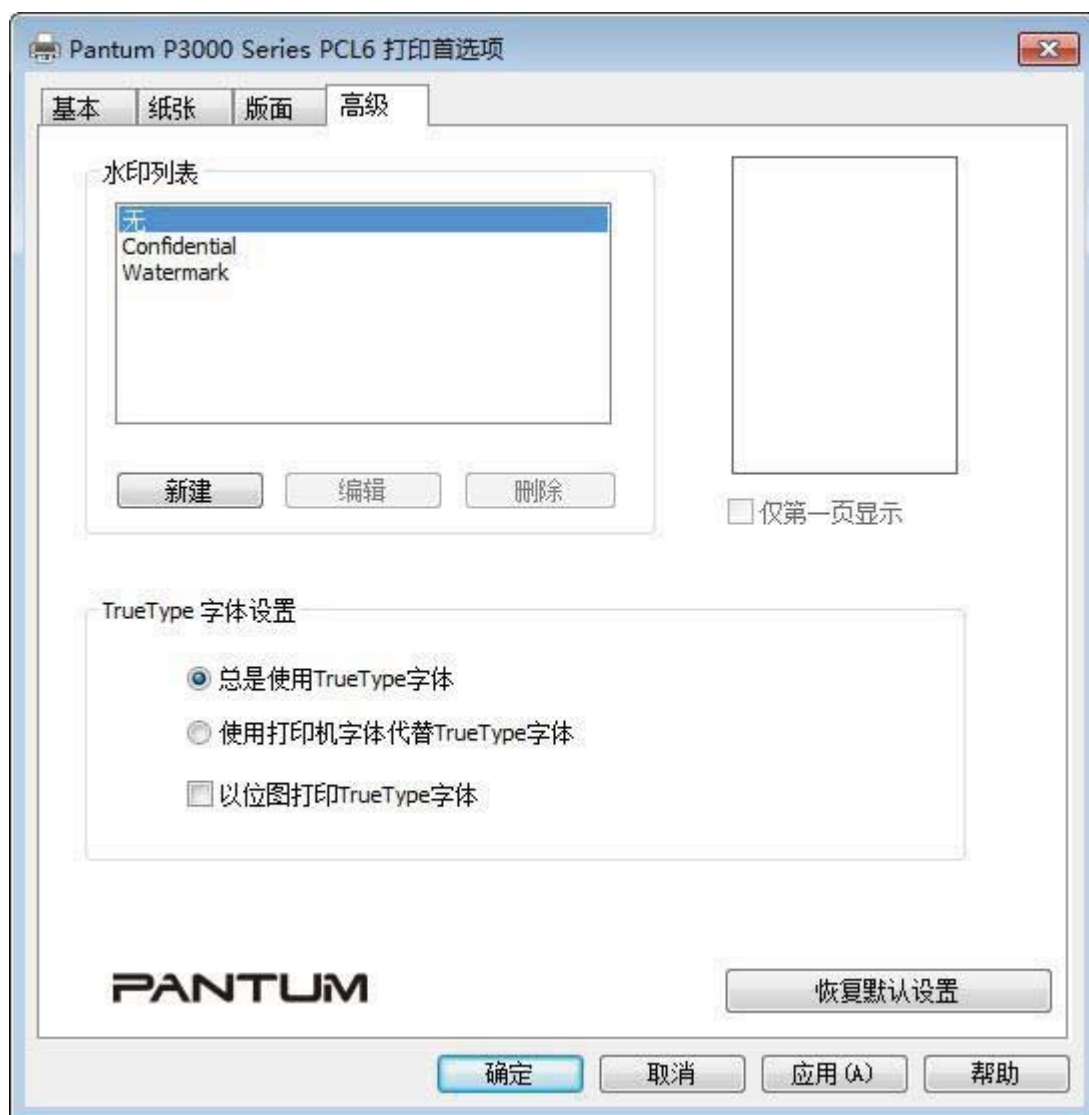 Pantum P3000 Series PCL6 打印首选项
基本 纸张 版面 高级
水印列表
无
Confidential
Watermark
新建 编辑 删除
仅第一页显示
TrueType 字体设置
总是使用TrueType字体
使用打印机字体代替TrueType字体
以位图打印TrueType字体
PANTUM
恢复默认设置
确定 取消 应用(A) 帮助